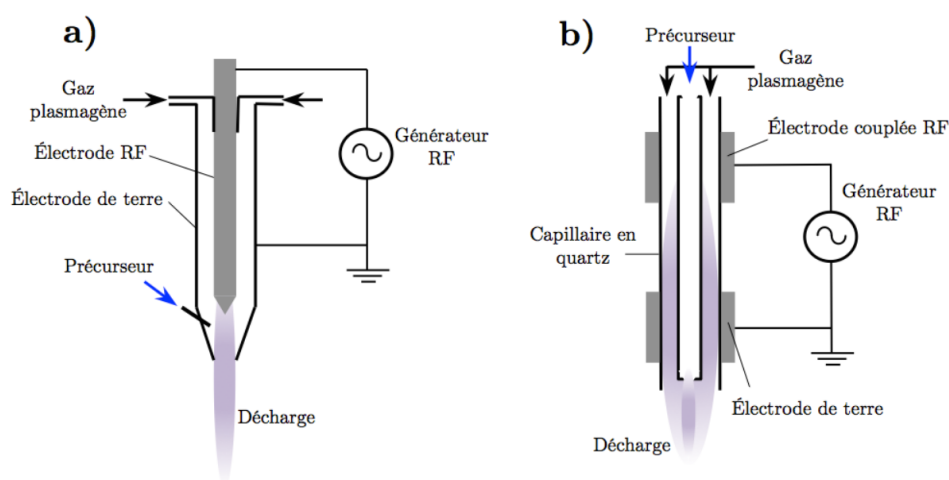 a)
Gaz
plasmagène
Électrode RF
Électrode de terre
Précurseur
Générateur
RF
Décharge
b)
Précurseur
Gaz
plasmagène
Électrode couplée RF
Générateur
RF
Capillaire en
quartz
Électrode de terre
Décharge